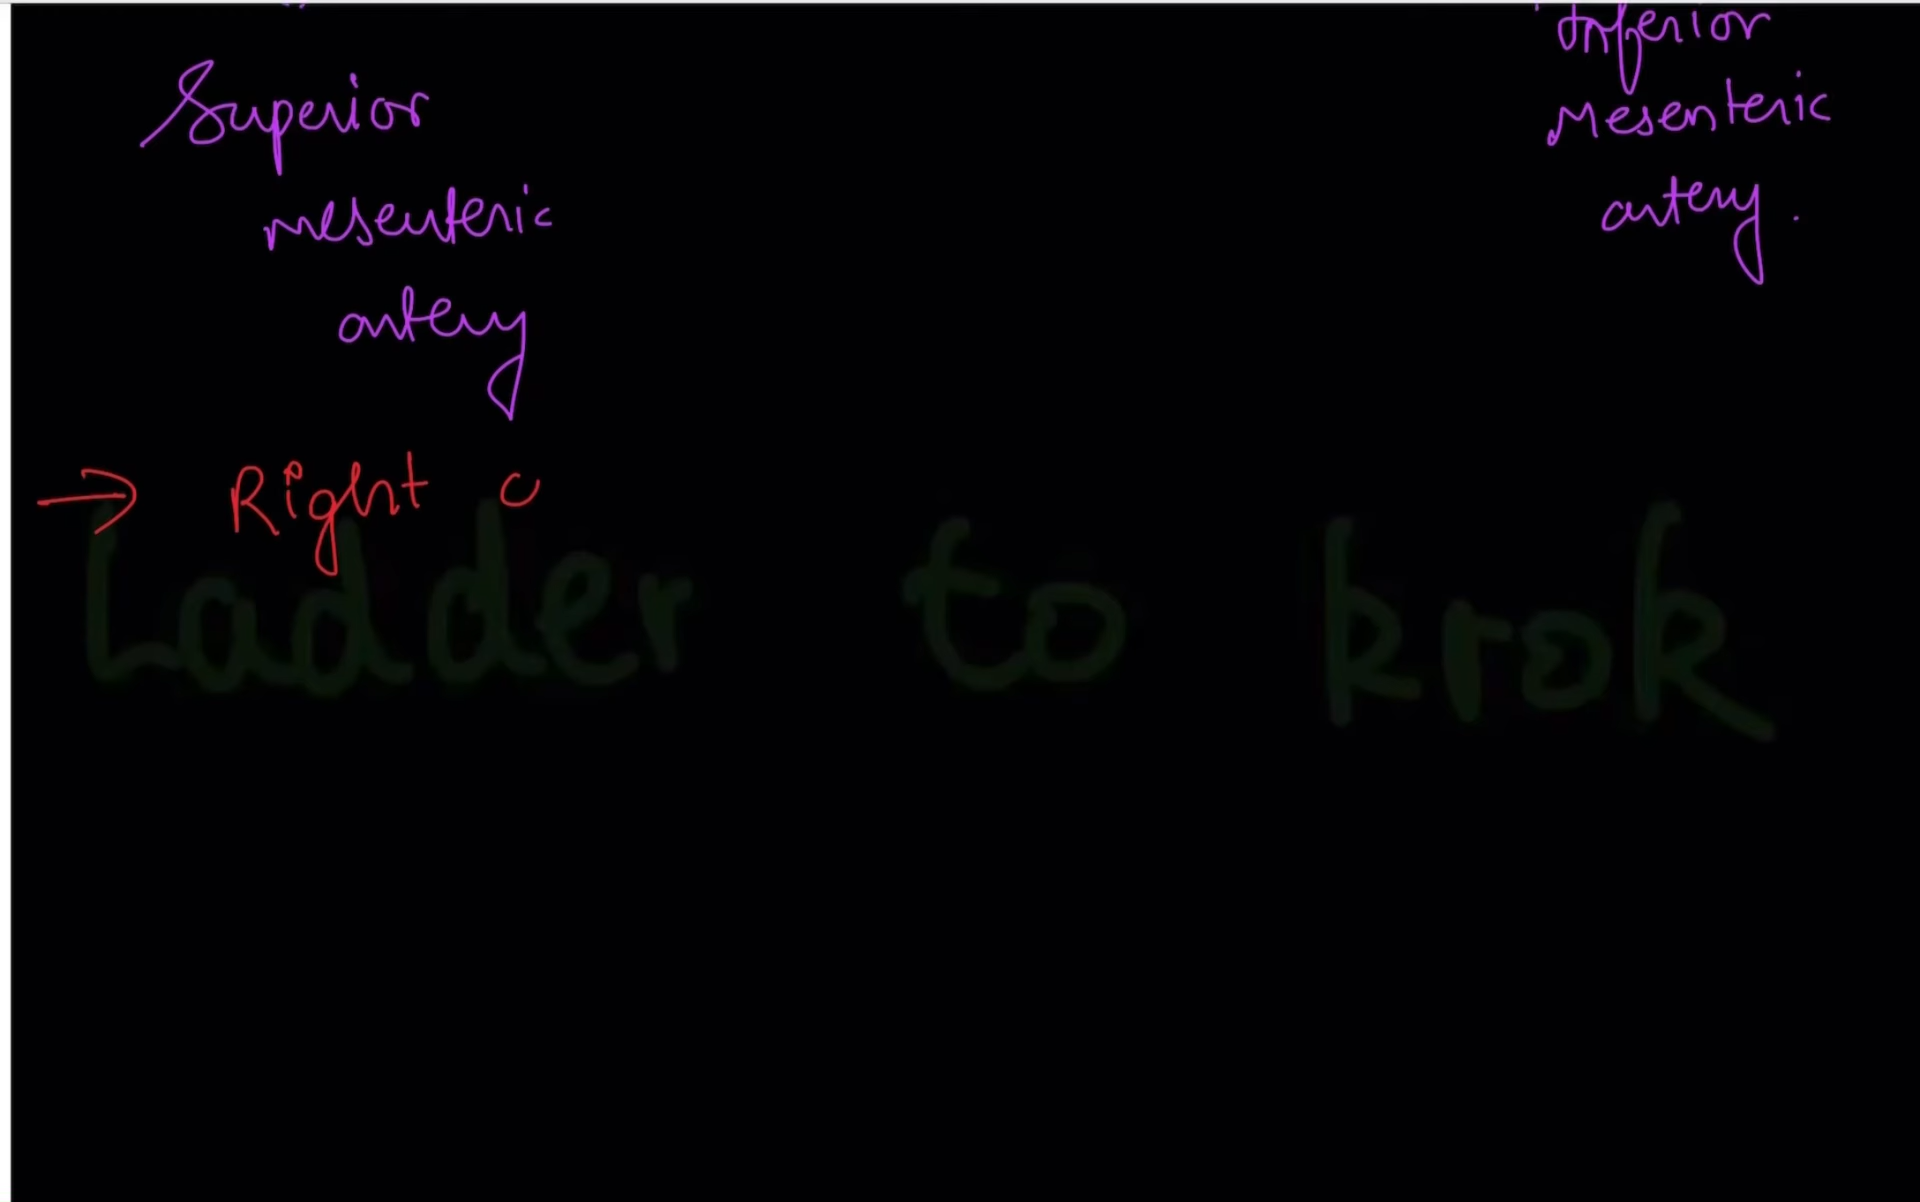 Superior
mesenteric
artery
Inferior
Mesenteric
artery.
→ Right c
Ladder to krok